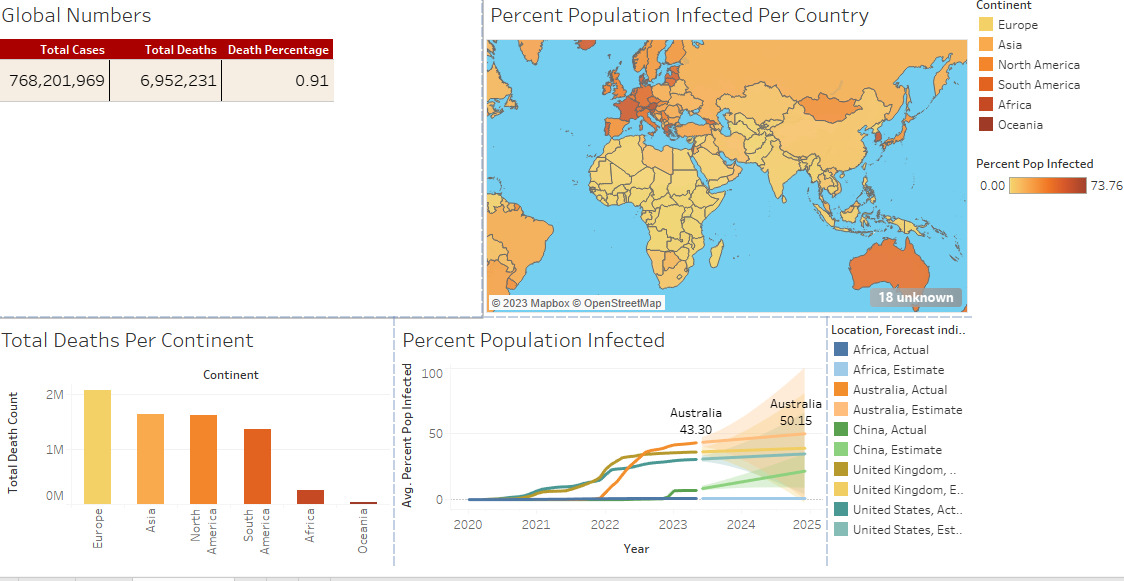 Global Numbers
Total Cases Total Deaths Death Percentage
768,201,969 6,952,231 0.91
Percent Population Infected Per Country
© 2023 Mapbox © OpenStreetMap
18 unknown
Continent
Europe
Asia
North America
South America
Africa
Oceania
Percent Pop Infected
0.00 73.76
Total Deaths Per Continent
Continent
Total Death Count
2M
1M
0M
Europe
Asia
North
America
South
America
Africa
Oceania
Percent Population Infected
Avg. Percent Pop Infected
100
50
0
Australia
43.30
Australia
50.15
2020 2021 2022 2023 2024 2025
Year
Location, Forecast indi..
Africa, Actual
Africa, Estimate
Australia, Actual
Australia, Estimate
China, Actual
China, Estimate
United Kingdom, ..
United Kingdom, E..
United States, Act..
United States, Est..